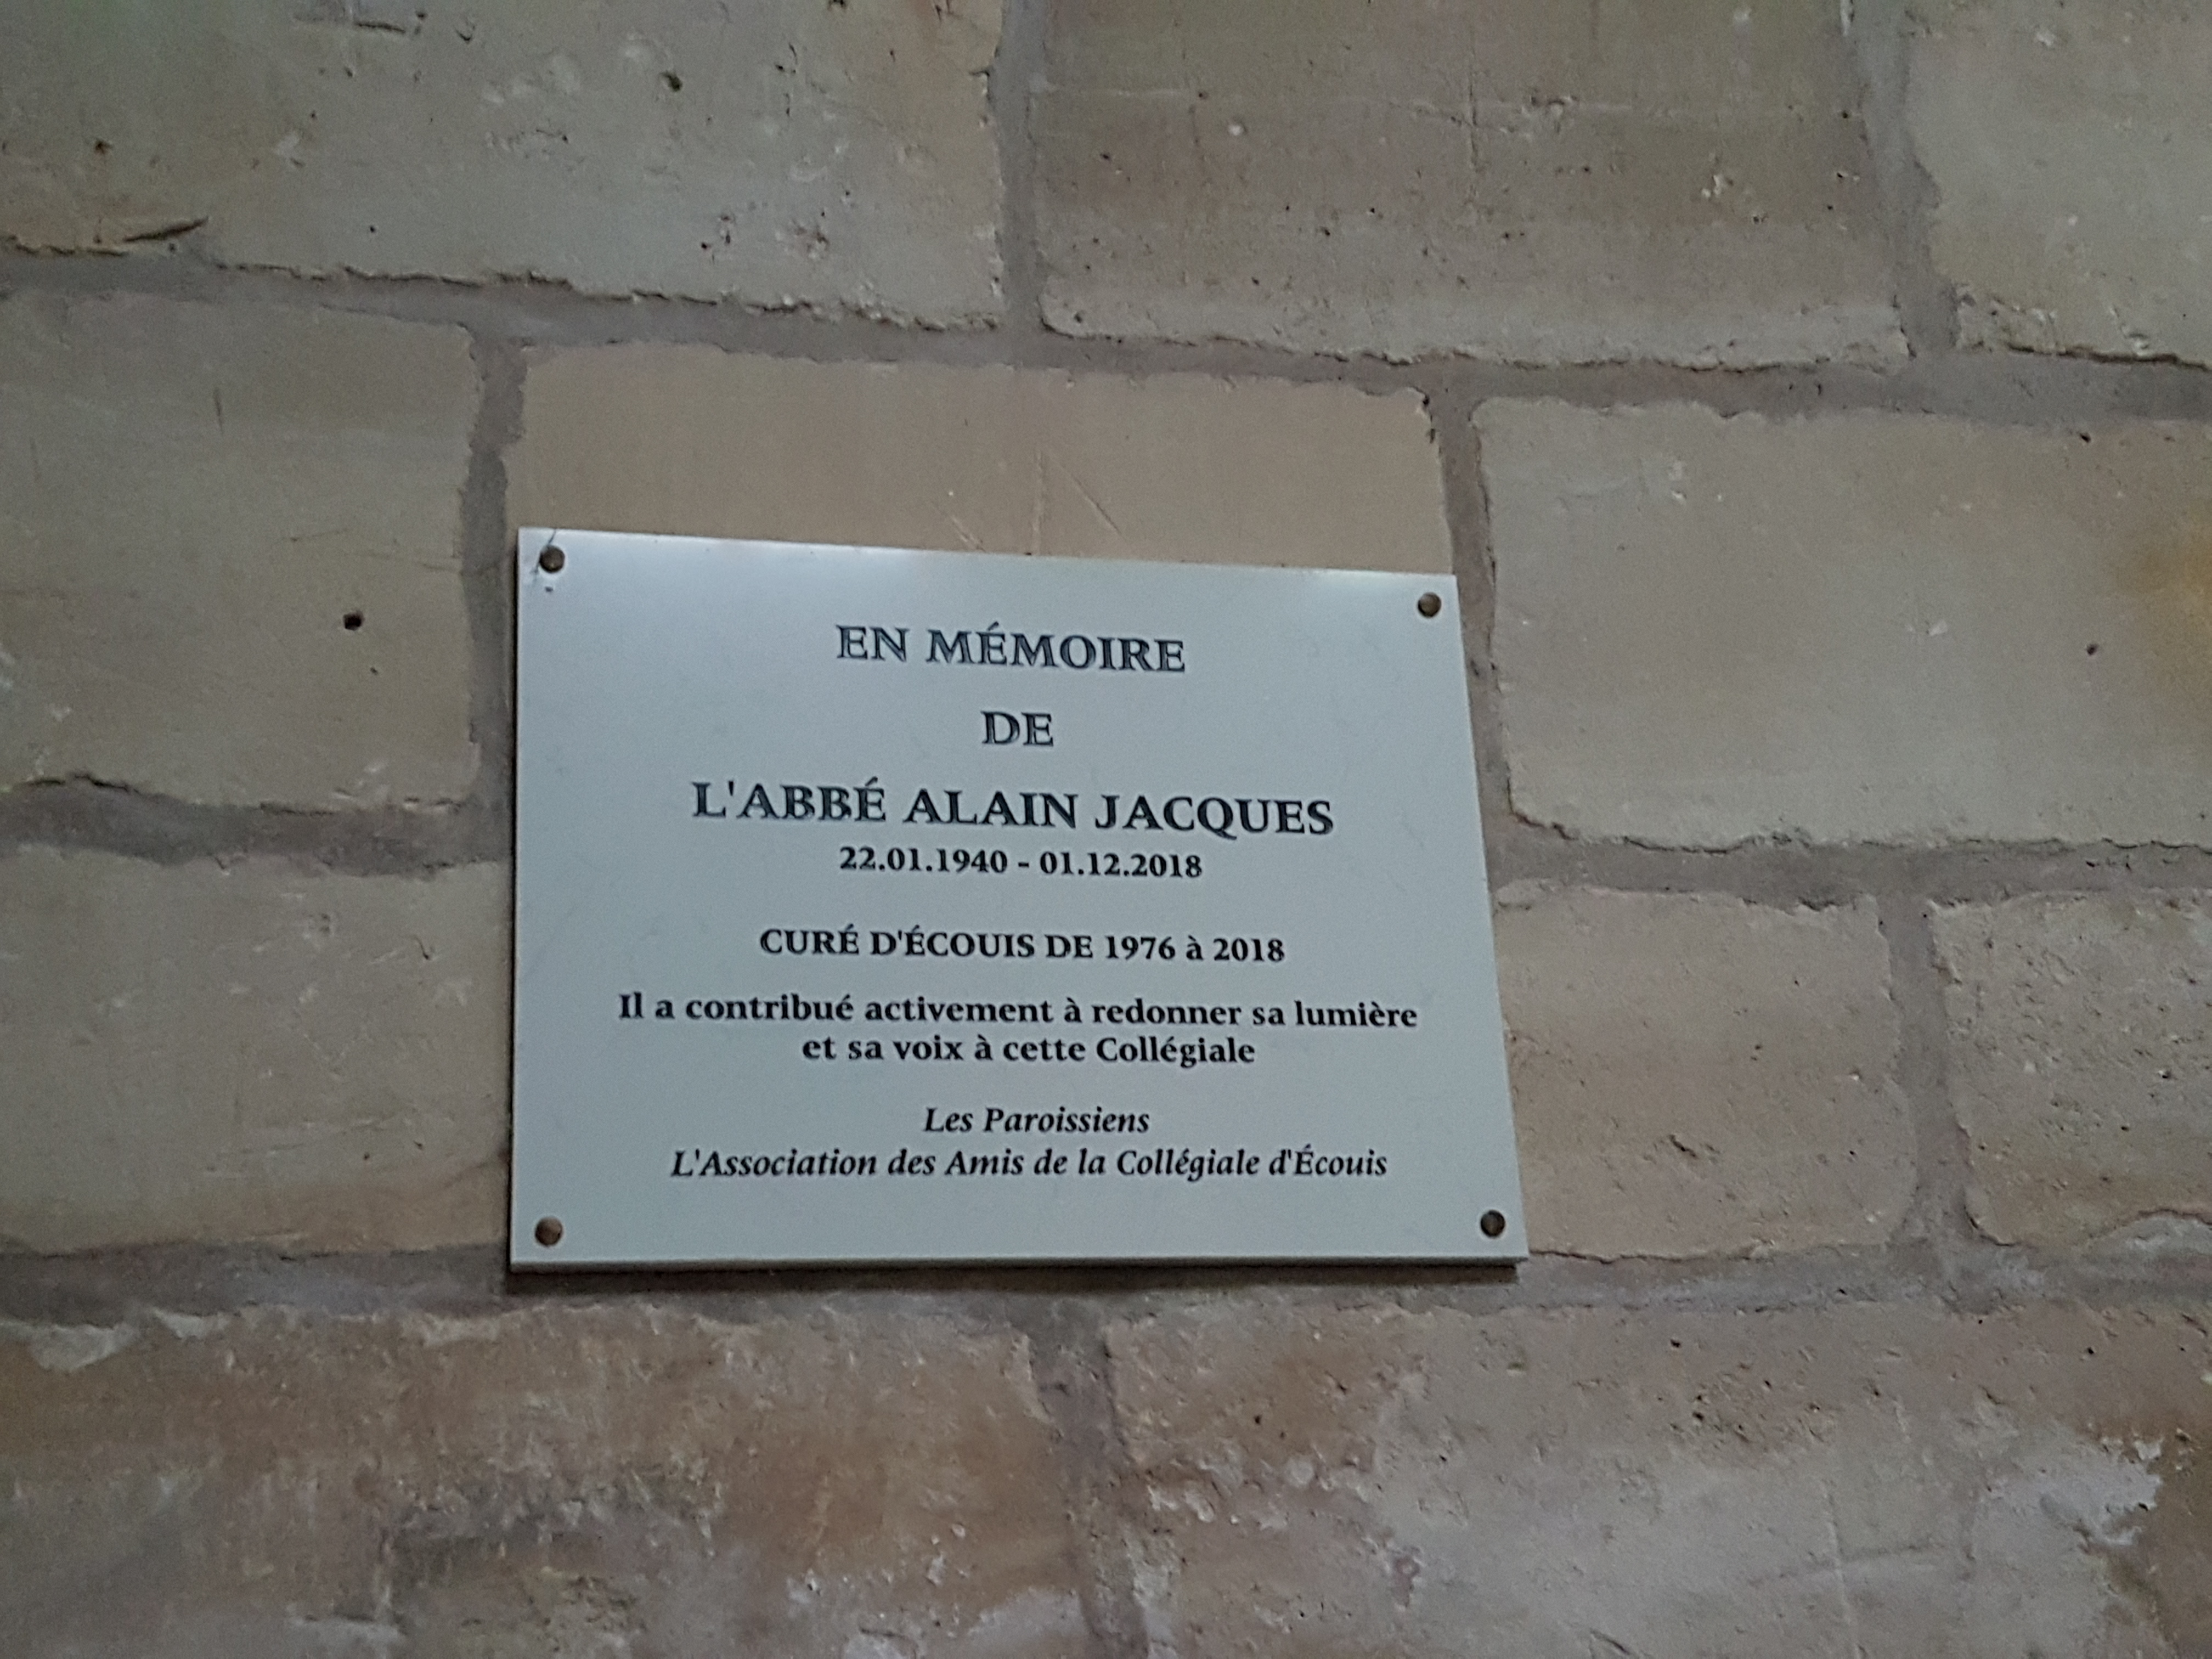 EN MÉMOIRE
DE
L'ABBÉ ALAIN JACQUES
22.01.1940 - 01.12.2018
CURÉ D'ÉCOUIS DE 1976 à 2018
Il a contribué activement à redonner sa lumière
et sa voix à cette Collégiale
Les Paroissiens
L'Association des Amis de la Collégiale d'Écouis